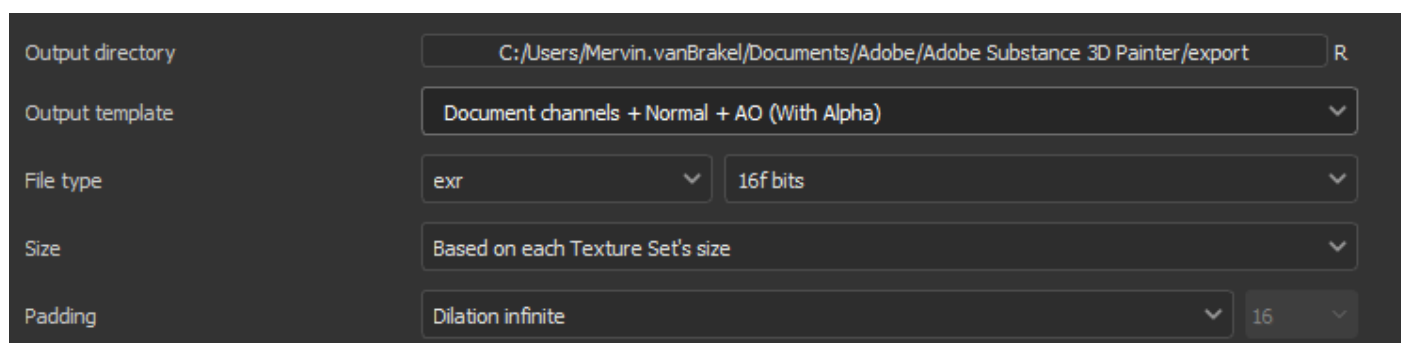 Output directory C:/Users/Mervin.vanBrakel/Documents/Adobe/Adobe Substance 3D Painter/export R
Output template Document channels + Normal + AO (With Alpha)
File type exr 16f bits
Size Based on each Texture Set's size
Padding Dilation infinite 16